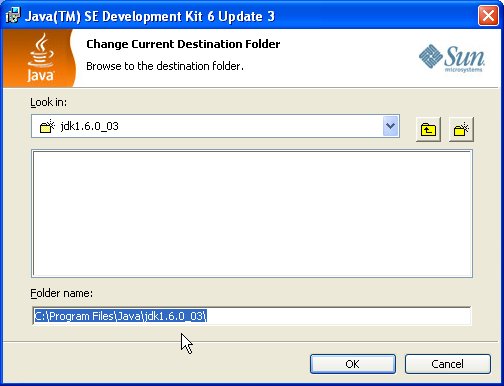 Java(TM) SE Development Kit 6 Update 3
Change Current Destination Folder
Browse to the destination folder.
Java
Sun
microsystems
Look in:
jdk1.6.0_03
Folder name:
C:\Program Files\Java\jdk1.6.0_03\
OK
Cancel